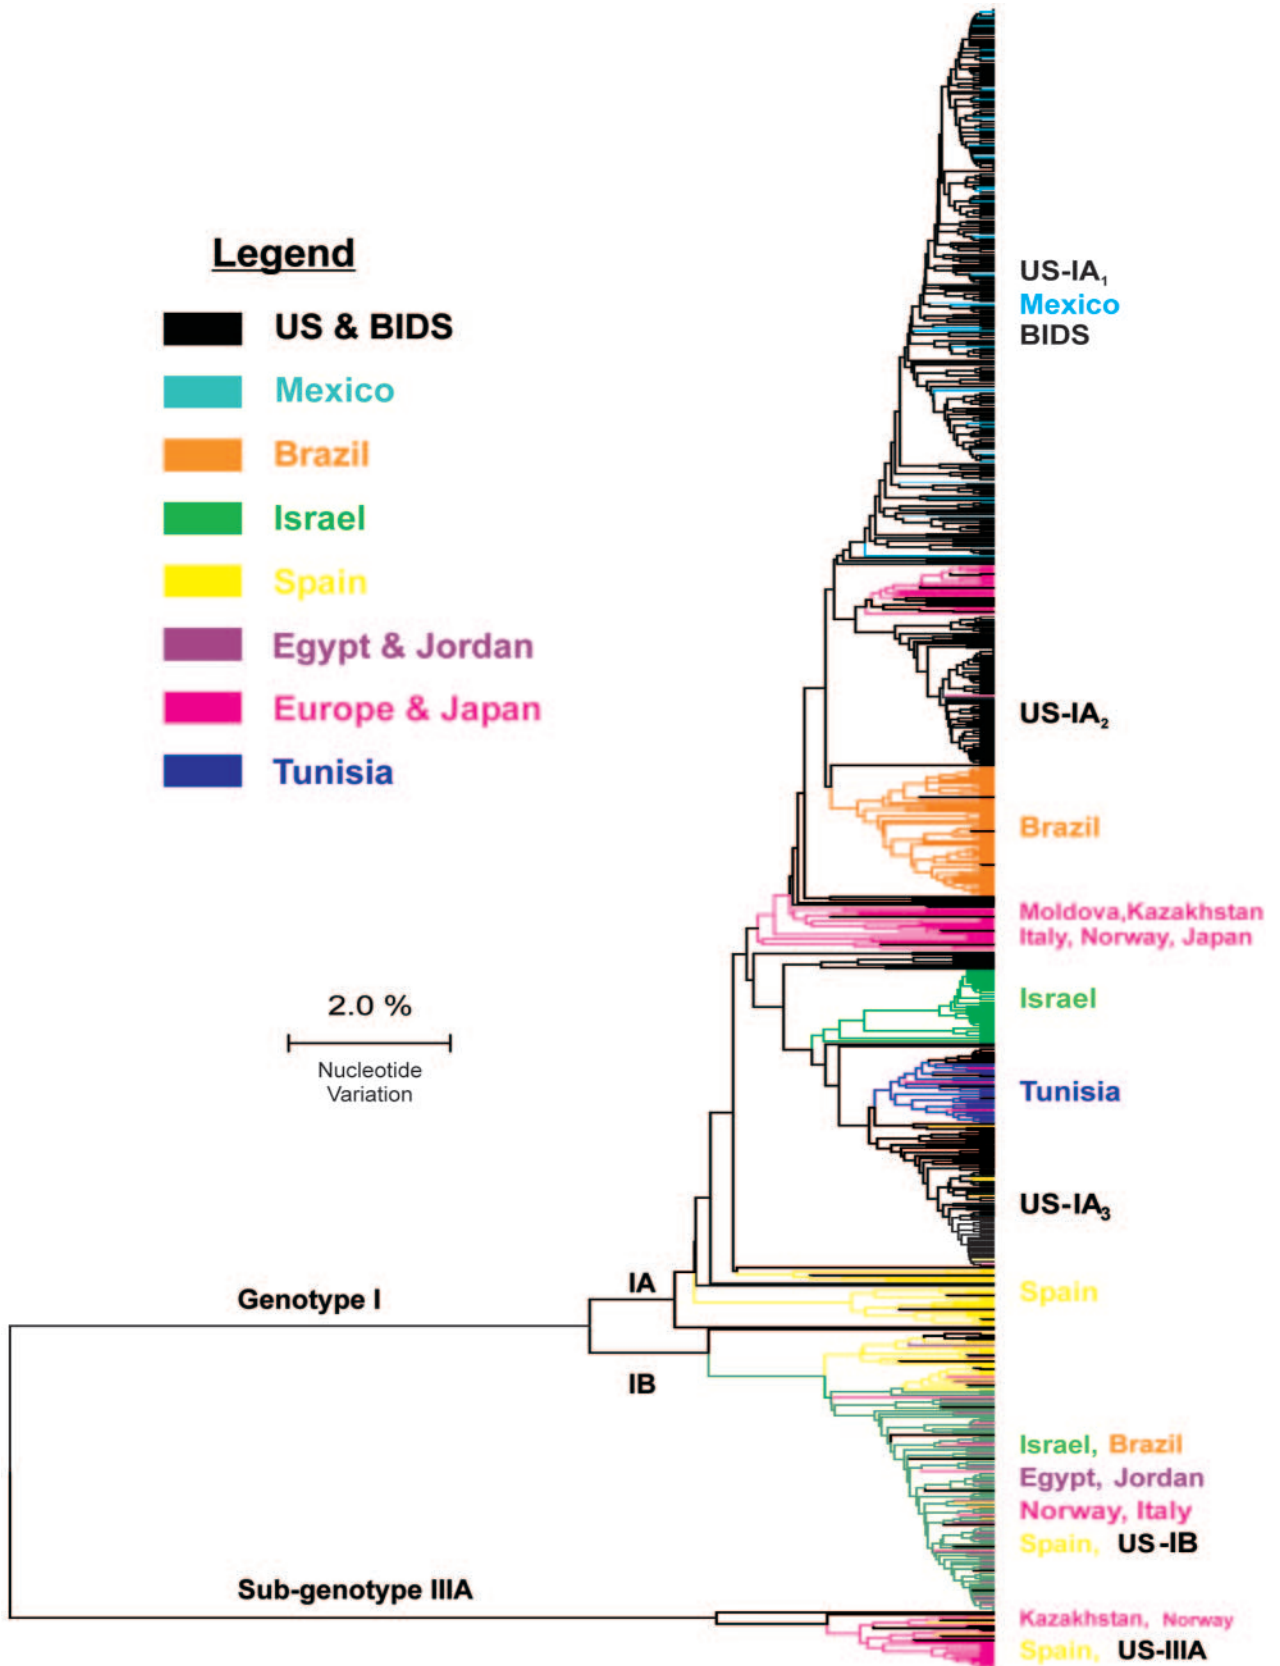 Legend
US & BIDS
Mexico
Brazil
Israel
Spain
Egypt & Jordan
Europe & Japan
Tunisia
2.0 %
Nucleotide
Variation
US-IA₁
Mexico
BIDS
US-IA₂
Brazil
Moldova,Kazakhstan
Italy, Norway, Japan
Israel
Tunisia
US-IA₃
Spain
IA
Genotype I
IB
Israel, Brazil
Egypt, Jordan
Norway, Italy
Spain, US-IB
Sub-genotype IIIA
Kazakhstan, Norway
Spain, US-IIIA